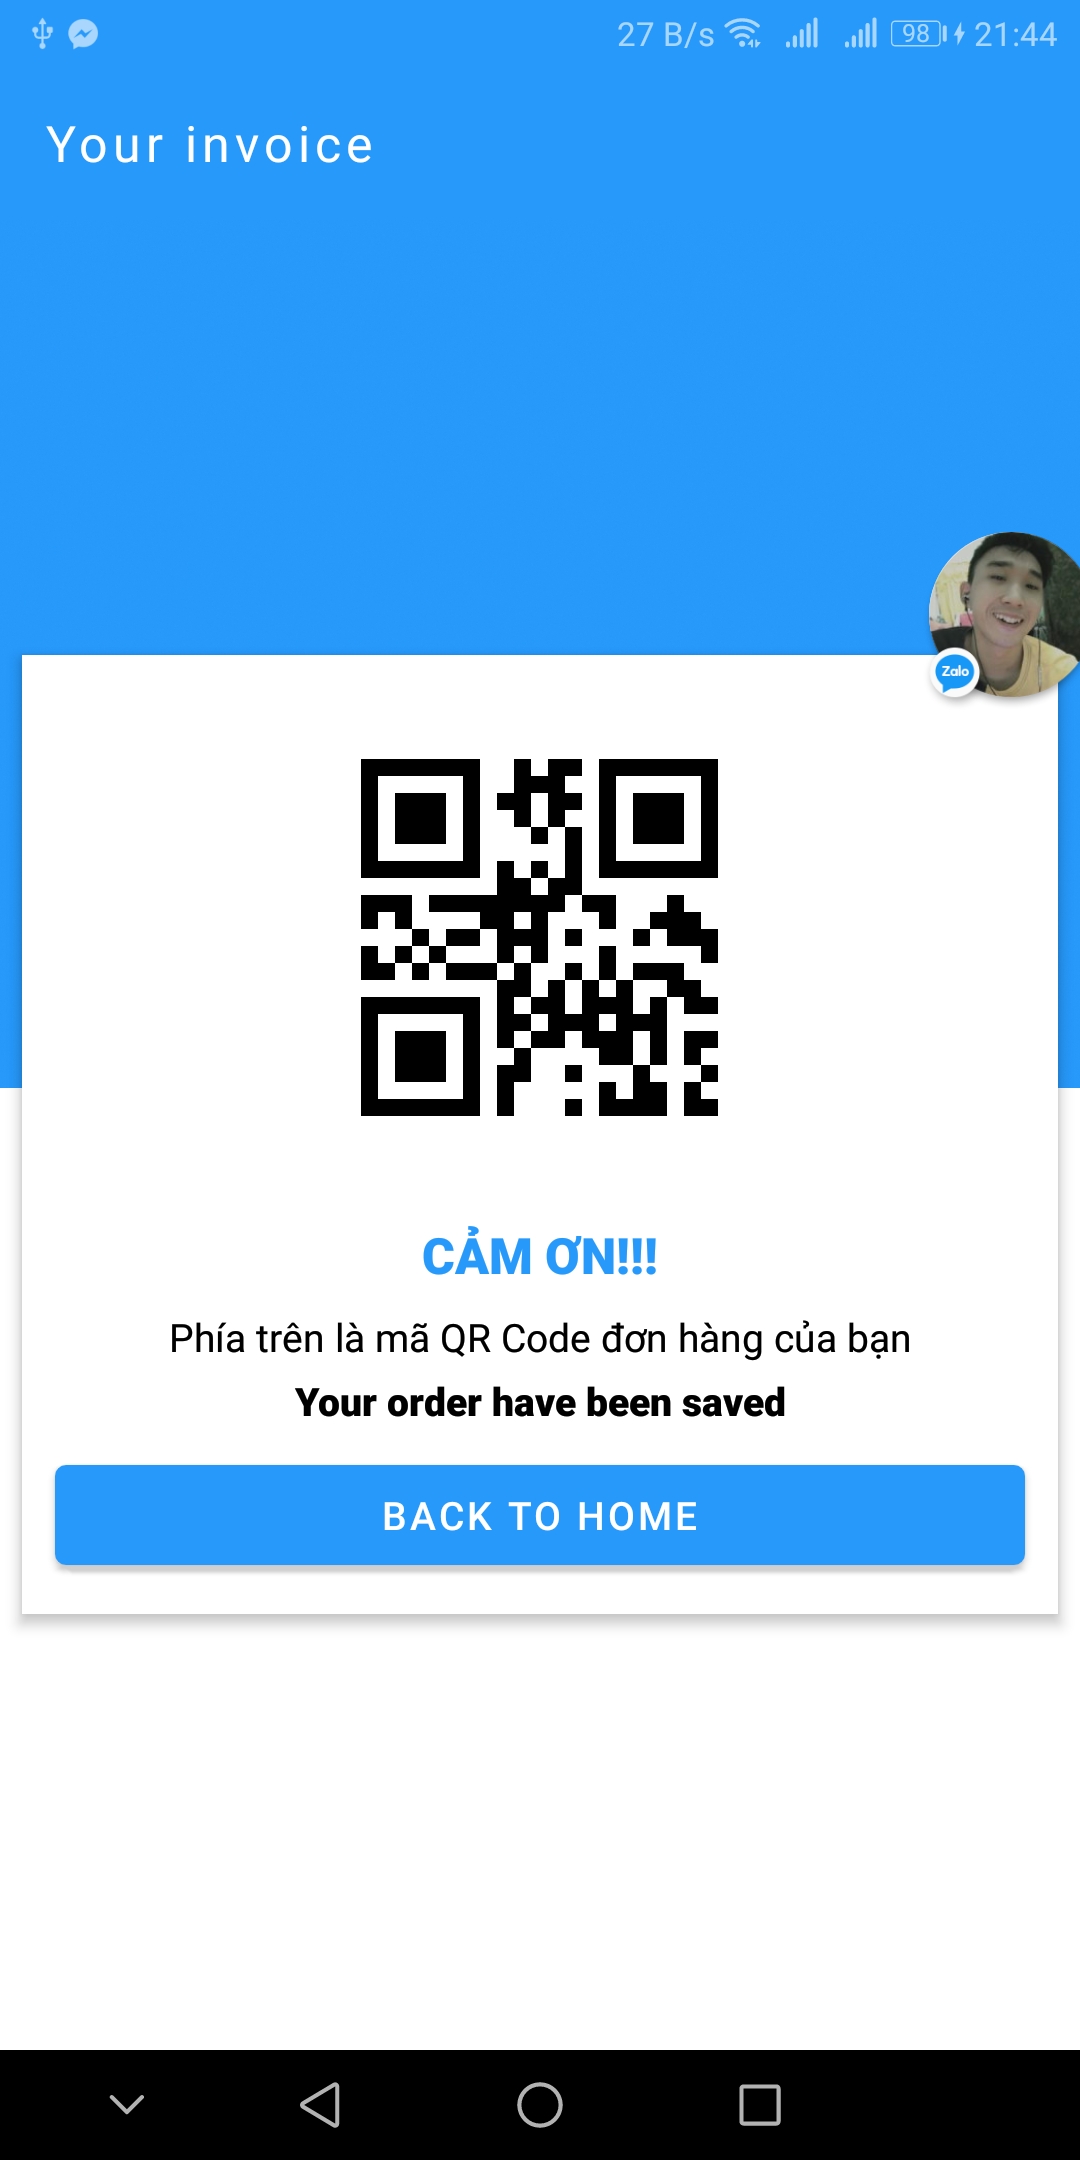 27 B/s 98 21:44
Your invoice
Zalo
CẢM ƠN!!!
Phía trên là mã QR Code đơn hàng của bạn
Your order have been saved
BACK TO HOME